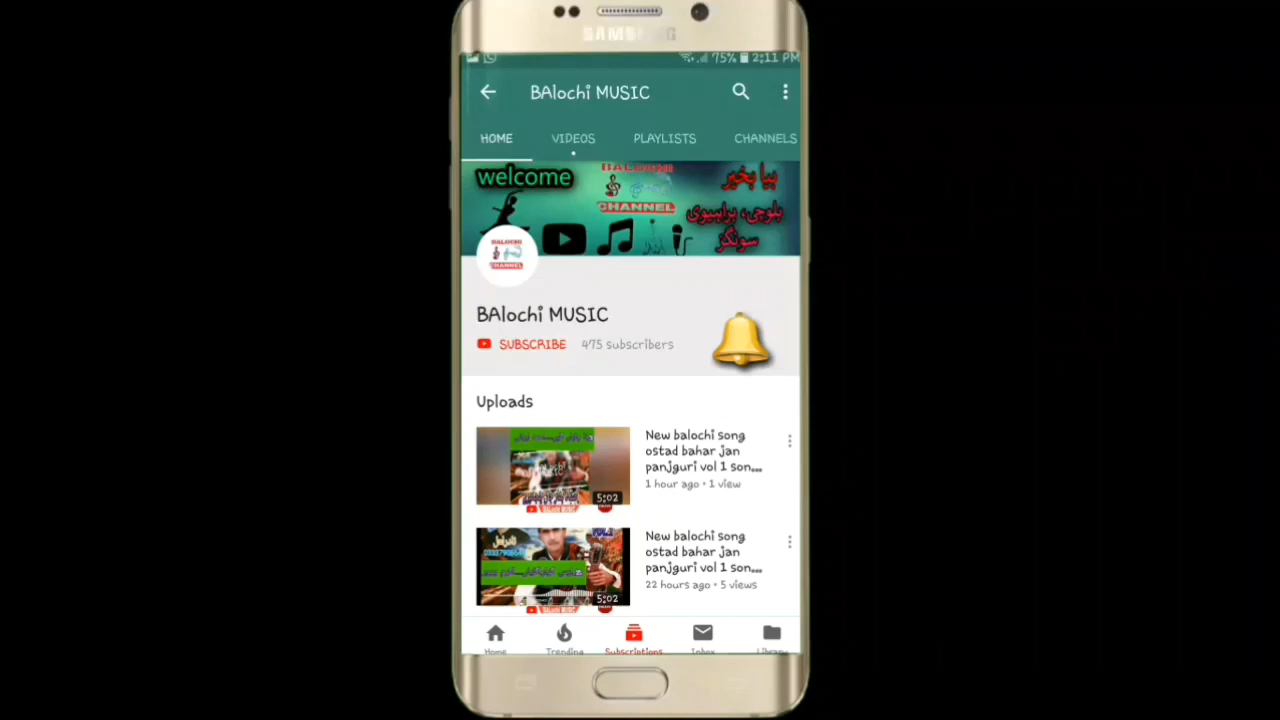 SAMSUNG
75% 2:11 PM
BAlochi MUSIC
HOME VIDEOS PLAYLISTS CHANNELS
welcome
BALOCHI
CHANNEL
بیا بخیر
بلوچی، براہیوی
سونگز
BALOCHI
CHANNEL
BAlochi MUSIC
SUBSCRIBE 475 subscribers
Uploads
New balochi song
ostad bahar jan
panjguri vol 1 son...
1 hour ago • 1 view
5:02
New balochi song
ostad bahar jan
panjguri vol 1 son...
22 hours ago • 5 views
5:02
Home Trending Subscriptions Inbox Library